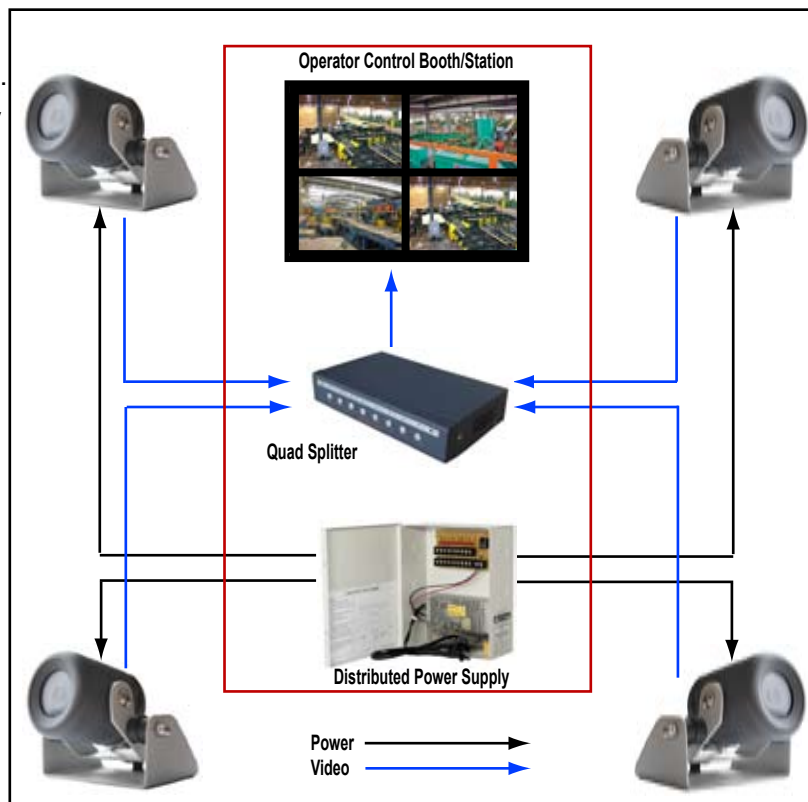 Operator Control Booth/Station
Quad Splitter
Distributed Power Supply
Power
Video